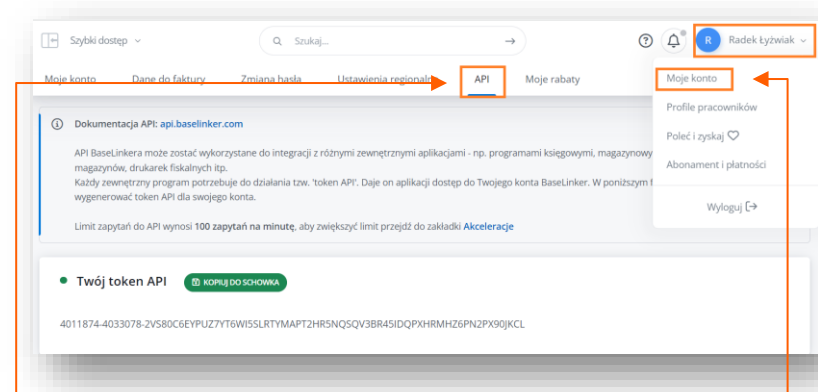 Szybki dostęp
Szukaj...
R
Radek Łyżwiak
Moje konto
Dane do faktury
Zmiana hasła
Ustawienia regionaln
API
Moje rabaty
Moje konto
Profile pracowników
Poleć i zyskaj
Abonament i płatności
Wyloguj
Dokumentacja API: api.baselinker.com
API BaseLinkera może zostać wykorzystane do integracji z różnymi zewnętrznymi aplikacjami - np. programami księgowymi, magazynowy
magazynów, drukarek fiskalnych itp.
Każdy zewnętrzny program potrzebuje do działania tzw. 'token API'. Daje on aplikacji dostęp do Twojego konta BaseLinker. W poniższym f
wygenerować token API dla swojego konta.
Limit zapytań do API wynosi 100 zapytań na minutę, aby zwiększyć limit przejdź do zakładki Akceleracje
Twój token API
KOPIUJ DO SCHOWKA
4011874-4033078-2VS80C6EYPUZ7YT6WI5SLRTYMAPT2HR5NQSQV3BR45IDQPXHRMHZ6PN2PX90JKCL